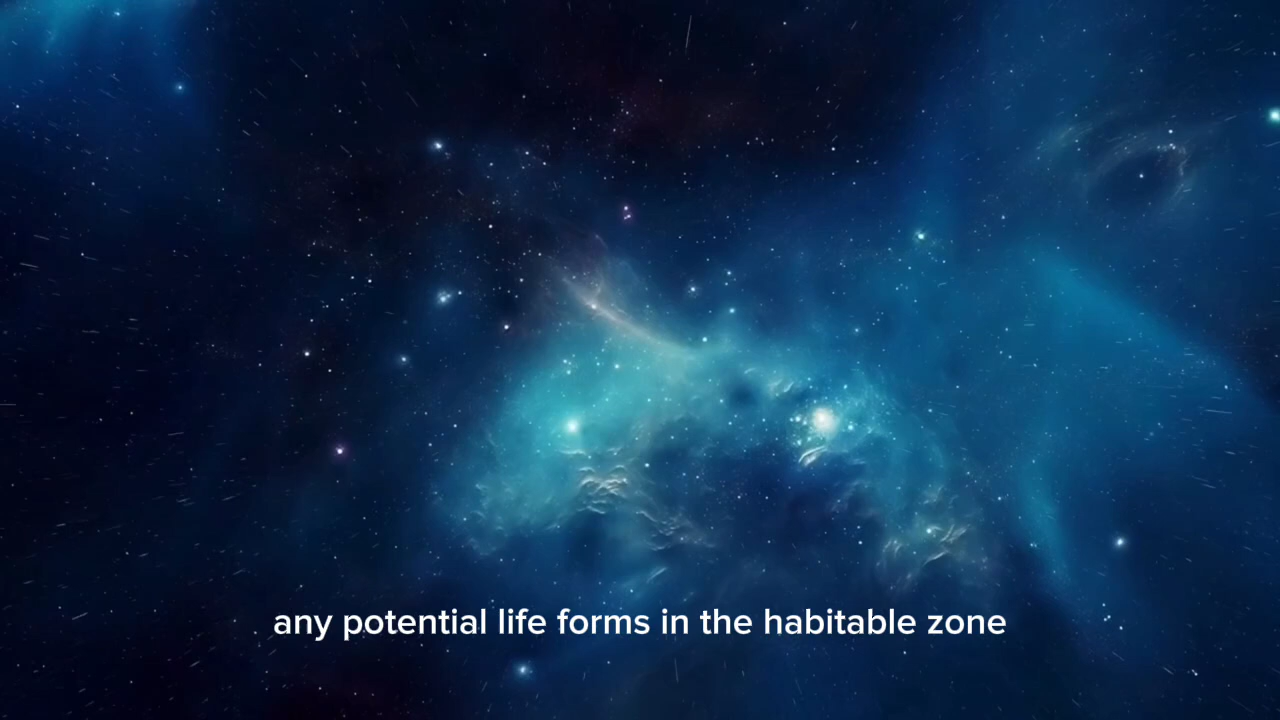 any potential life forms in the habitable zone